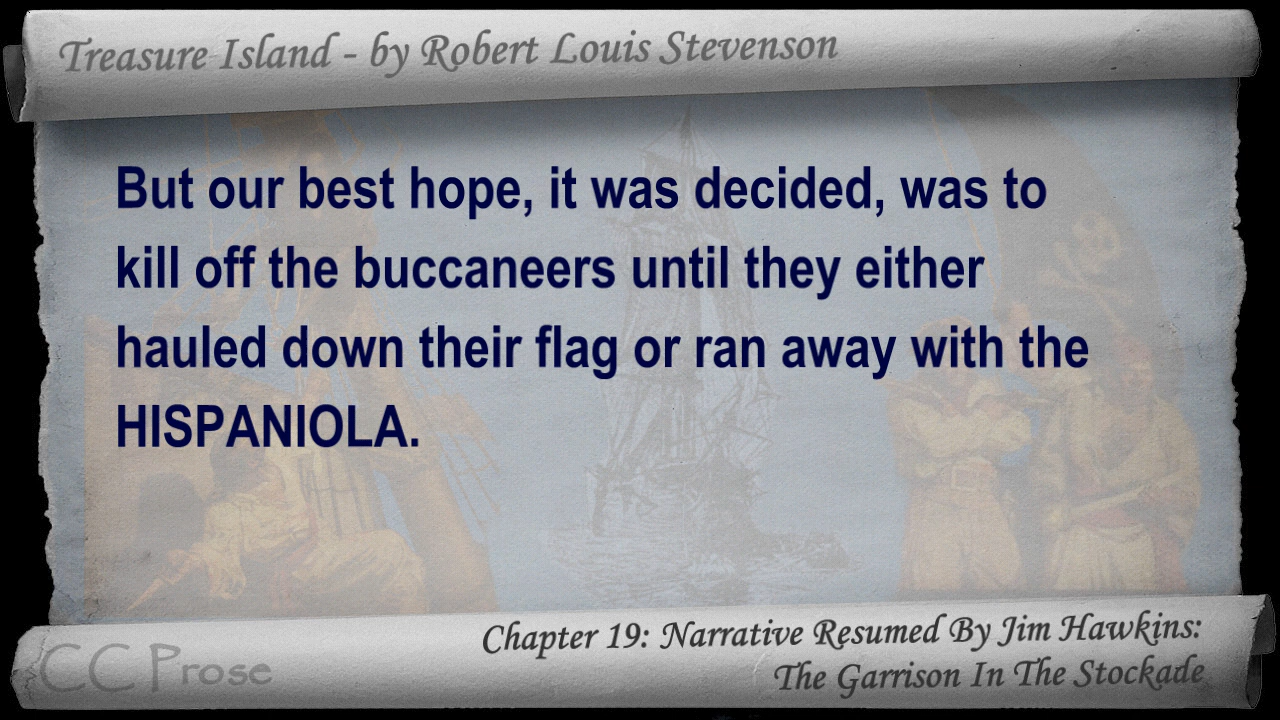 Treasure Island - by Robert Louis Stevenson
But our best hope, it was decided, was to
kill off the buccaneers until they either
hauled down their flag or ran away with the
HISPANIOLA.
Chapter 19: Narrative Resumed By Jim Hawkins:
The Garrison In The Stockade
CC Prose